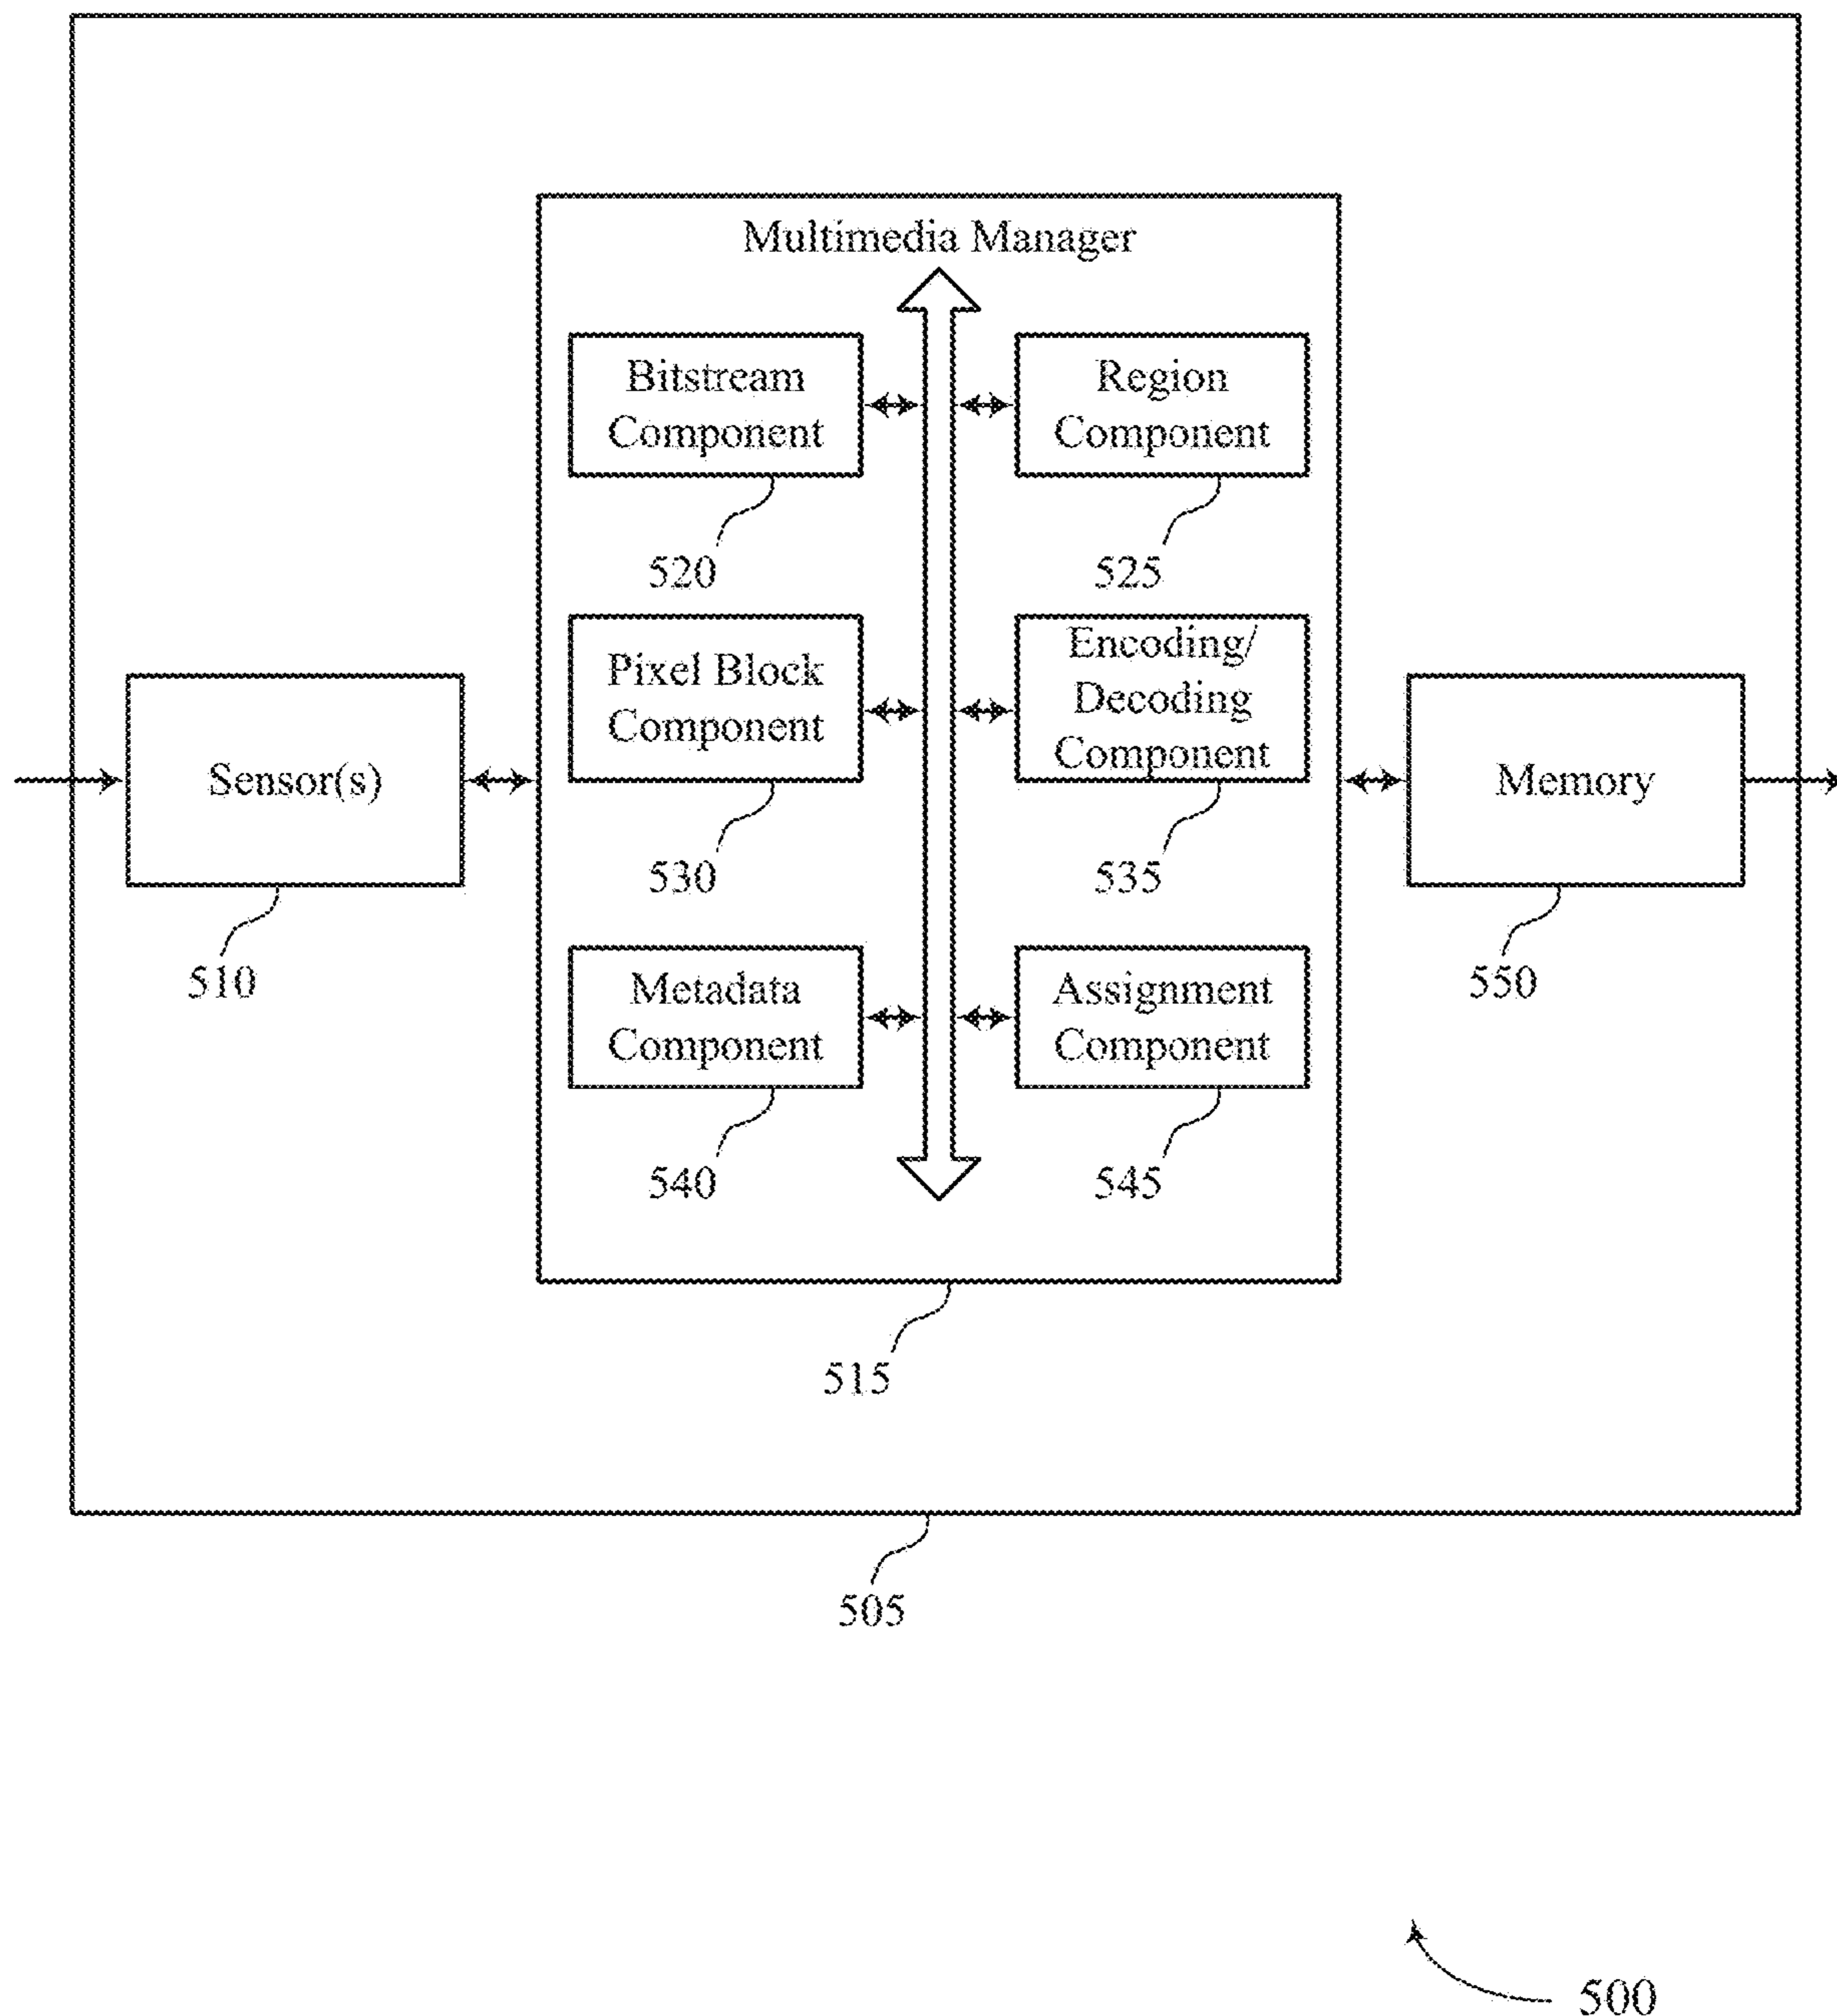 Multimedia Manager
Bitstream
Component
520
Region
Component
525
Pixel Block
Component
530
Encoding/
Decoding
Component
535
Metadata
Component
540
Assignment
Component
545
515
Sensor(s)
510
Memory
550
505
500